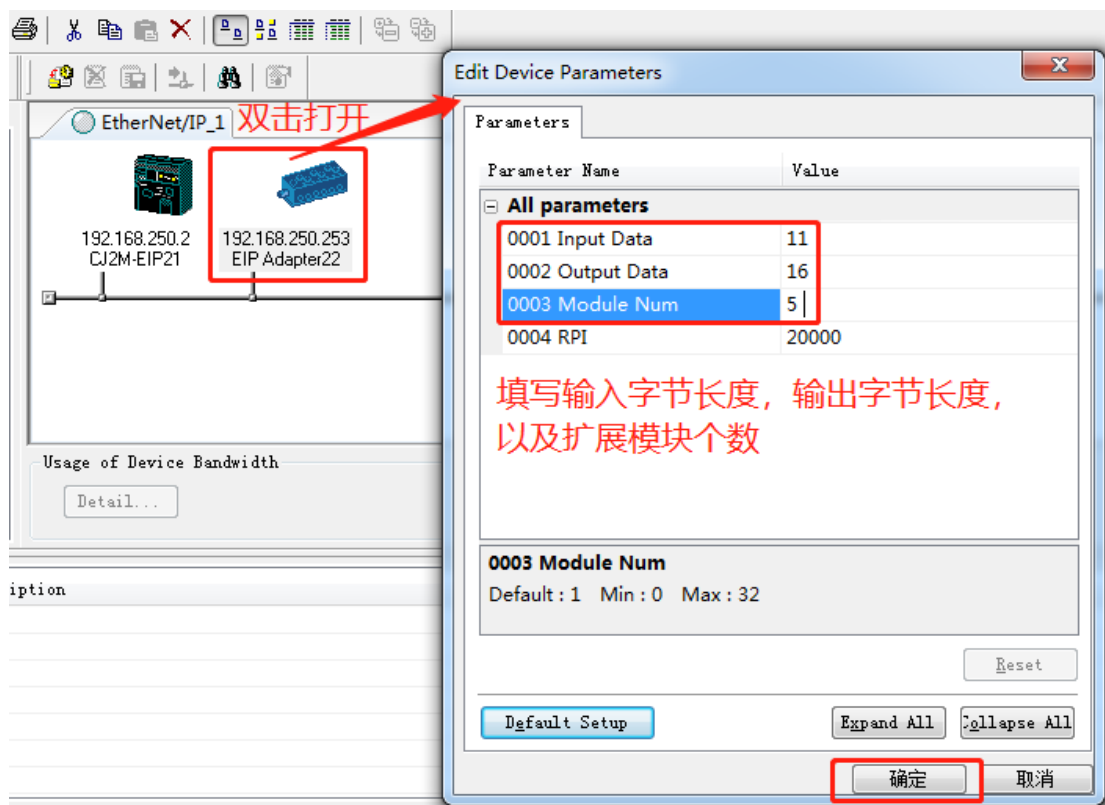 Edit Device Parameters
EtherNet/IP_1
双击打开
Parameters
Parameter Name Value
All parameters
0001 Input Data 11
0002 Output Data 16
0003 Module Num 5
0004 RPI 20000
192.168.250.2
CJ2M-EIP21
192.168.250.253
EIP Adapter22
填写输入字节长度，输出字节长度，
以及扩展模块个数
Usage of Device Bandwidth
Detail...
0003 Module Num
Default : 1 Min : 0 Max : 32
iption
Reset
Default Setup
Expand All
Collapse All
确定
取消